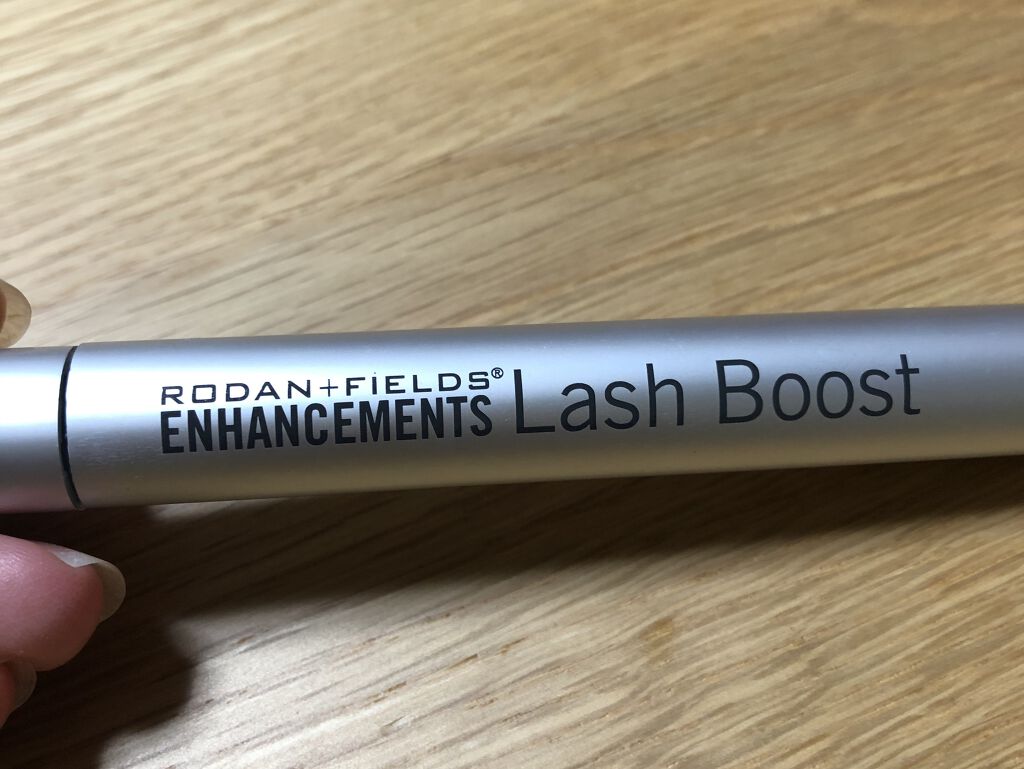 RODAN+FIELDS®
ENHANCEMENTS Lash Boost